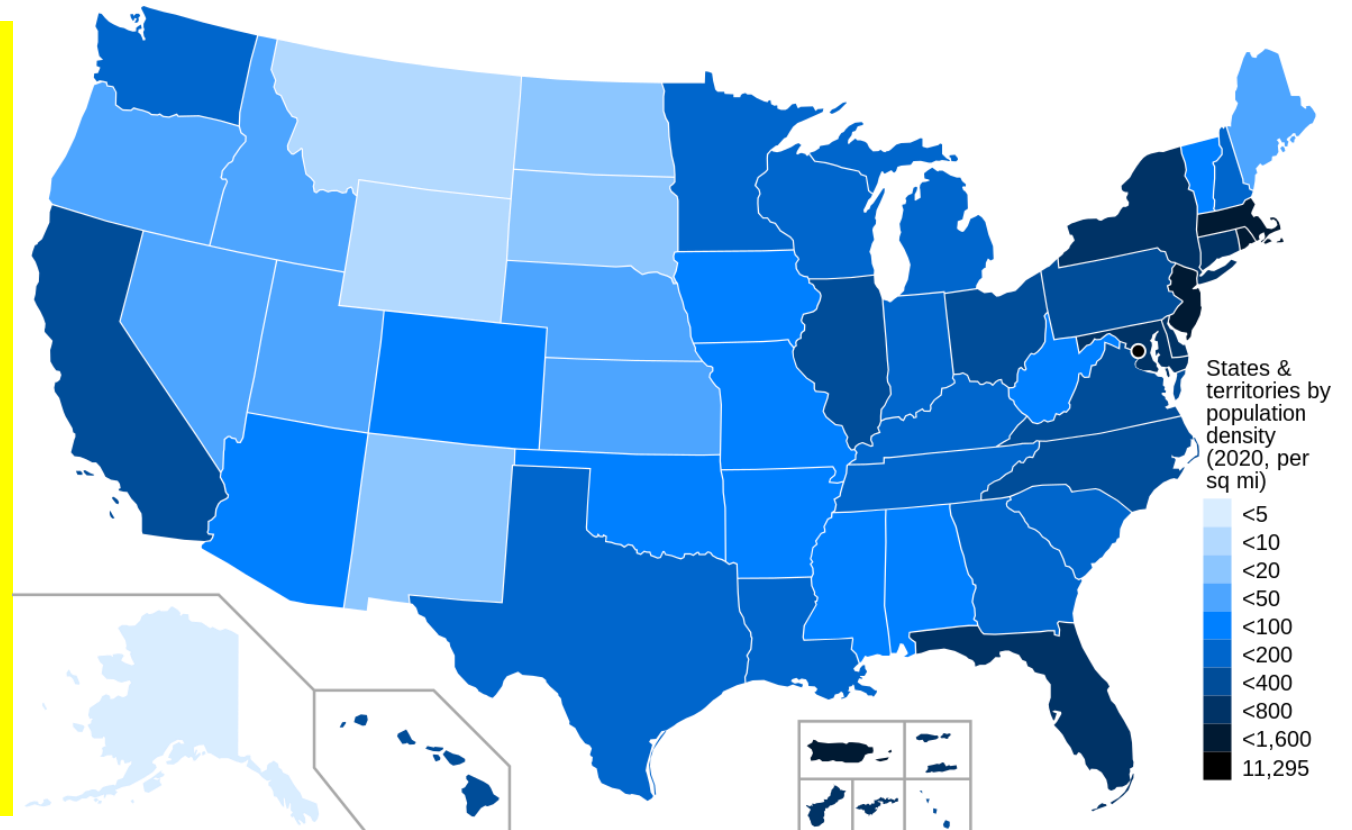 States &
territories by
population
density
(2020, per
sq mi)
<5
<10
<20
<50
<100
<200
<400
<800
<1,600
11,295